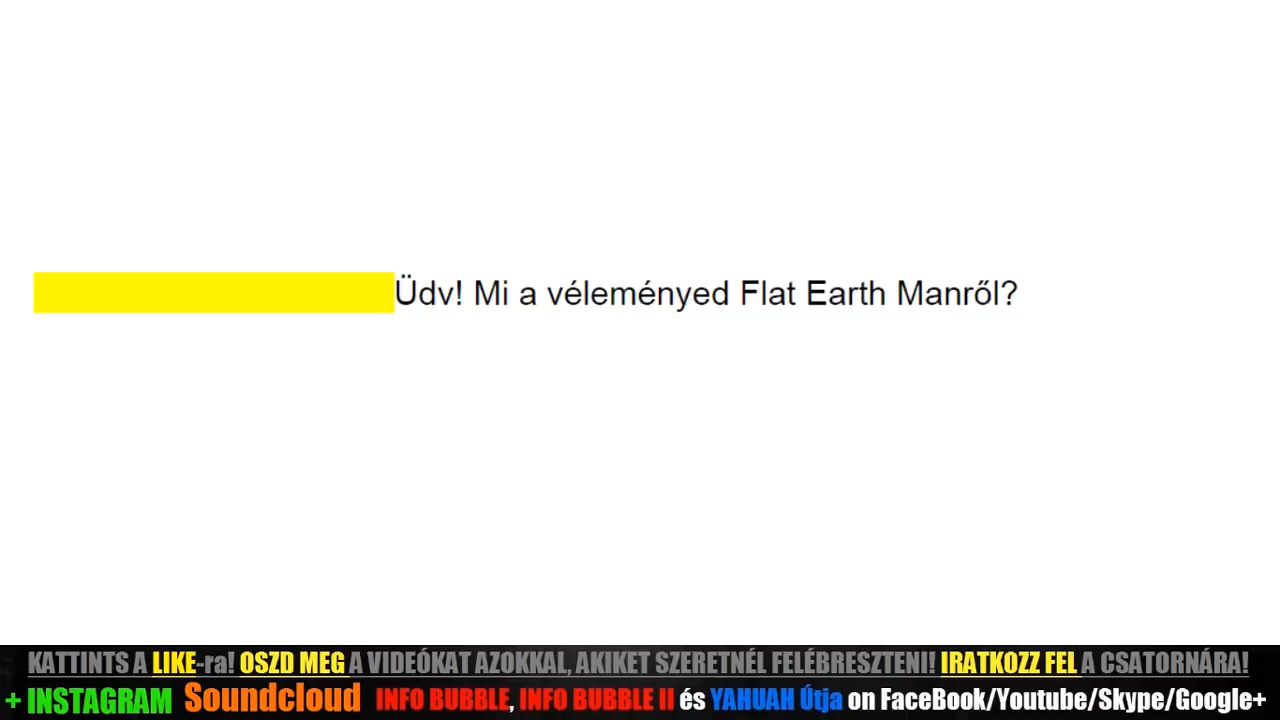 Üdv! Mi a véleményed Flat Earth Manről?
KATTINTS A LIKE-ra! OSZD MEG A VIDEÓKAT AZOKKAL, AKIKET SZERETNÉL FELÉBRESZTENI! IRATKOZZ FEL A CSATORNÁRA!
+ INSTAGRAM Soundcloud INFO BUBBLE, INFO BUBBLE II és YAHUAH Útja on FaceBook/Youtube/Skype/Google+